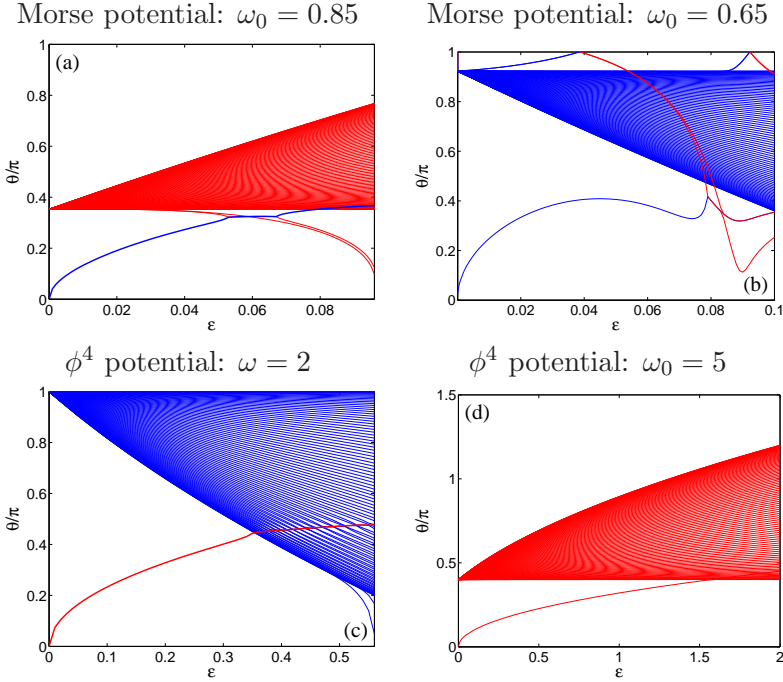 Morse potential: ω₀ = 0.85
Morse potential: ω₀ = 0.65
(a)
θ/π
1
0.8
0.6
0.4
0.2
0
0 0.02 0.04 0.06 0.08
ε
(b)
θ/π
1
0.8
0.6
0.4
0.2
0
0.02 0.04 0.06 0.08 0.1
ε
ϕ⁴ potential: ω = 2
ϕ⁴ potential: ω₀ = 5
(c)
θ/π
1
0.8
0.6
0.4
0.2
0
0 0.1 0.2 0.3 0.4 0.5
ε
(d)
θ/π
1.5
1
0.5
0
0 0.5 1 1.5 2
ε